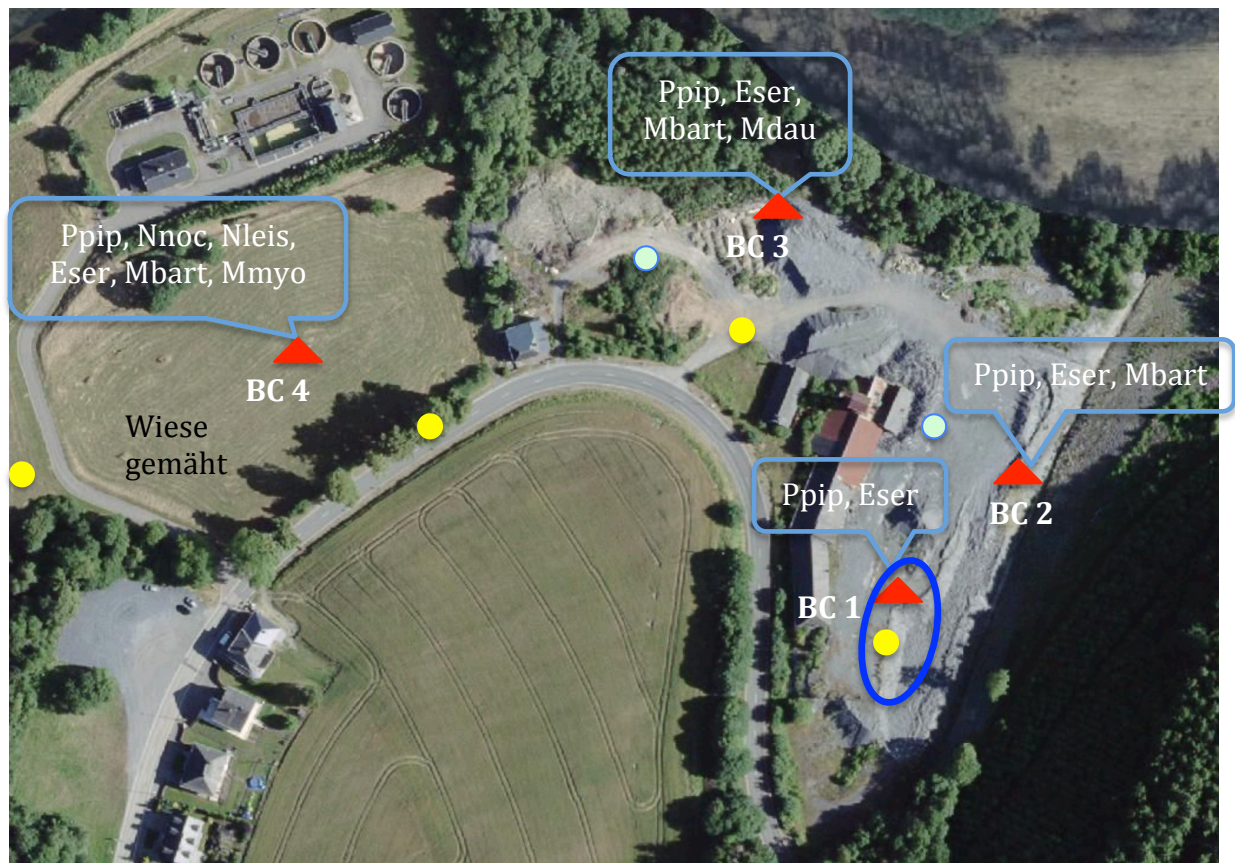 Ppip, Eser,
Mbart, Mdau
BC 3
Ppip, Nnoc, Nleis,
Eser, Mbart, Mmyo
BC 4
Wiese
gemäht
Ppip, Eser, Mbart
BC 2
Ppip, Eser
BC 1